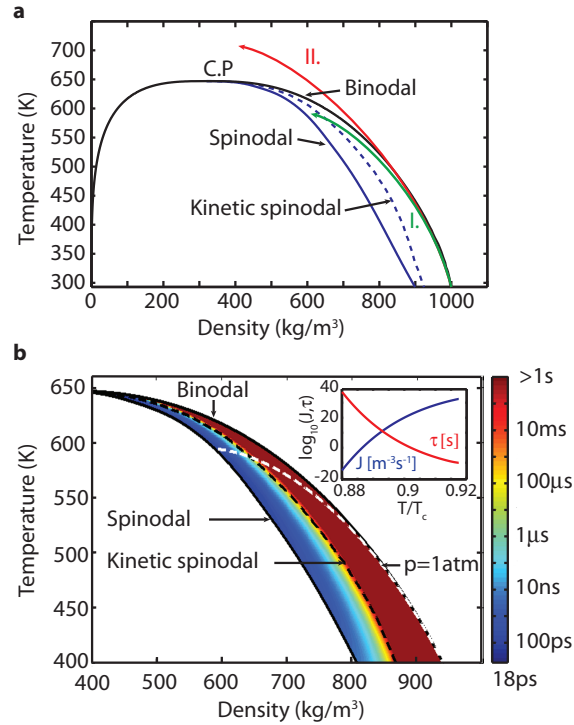 a
700
650
600
550
500
450
400
350
300
Temperature (K)
C.P
II.
Binodal
Spinodal
Kinetic spinodal
I.
0 200 400 600 800 1000
Density (kg/m³)
b
650
600
550
500
450
400
Temperature (K)
Binodal
Spinodal
Kinetic spinodal
p=1atm
40
20
0
-20
log₁₀(J,τ)
τ [s]
J [m⁻³s⁻¹]
0.88 0.9 0.92
T/Tc
400 500 600 700 800 900
Density (kg/m³)
>1s
10ms
100μs
1μs
10ns
100ps
18ps